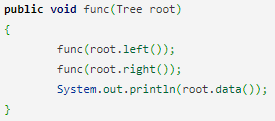 public void func(Tree root)
{
        func(root.left());
        func(root.right());
        System.out.println(root.data());
}